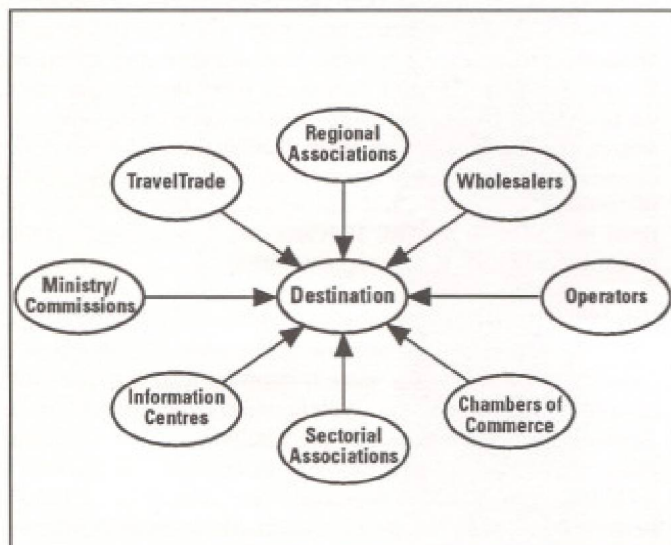 Regional
Associations
TravelTrade
Wholesalers
Ministry/
Commissions
Destination
Operators
Information
Centres
Chambers of
Commerce
Sectorial
Associations